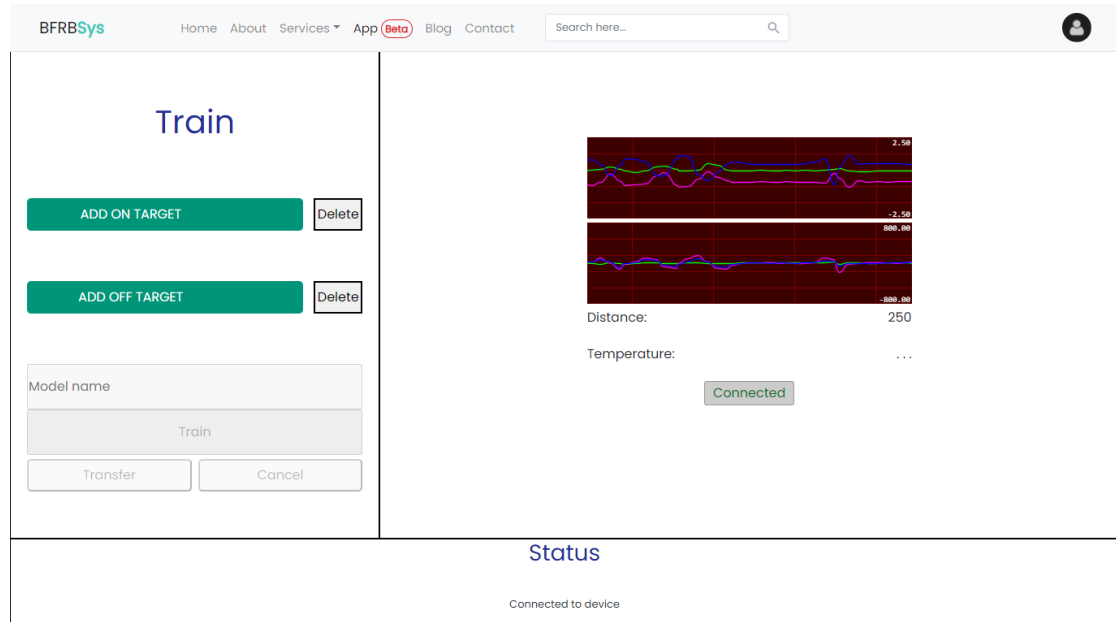 BFRBSys Home About Services App Beta Blog Contact Search here...
Train
ADD ON TARGET Delete
ADD OFF TARGET Delete
Model name
Train
Transfer Cancel
2.50
-2.50
800.00
-800.00
Distance: 250
Temperature: ...
Connected
Status
Connected to device